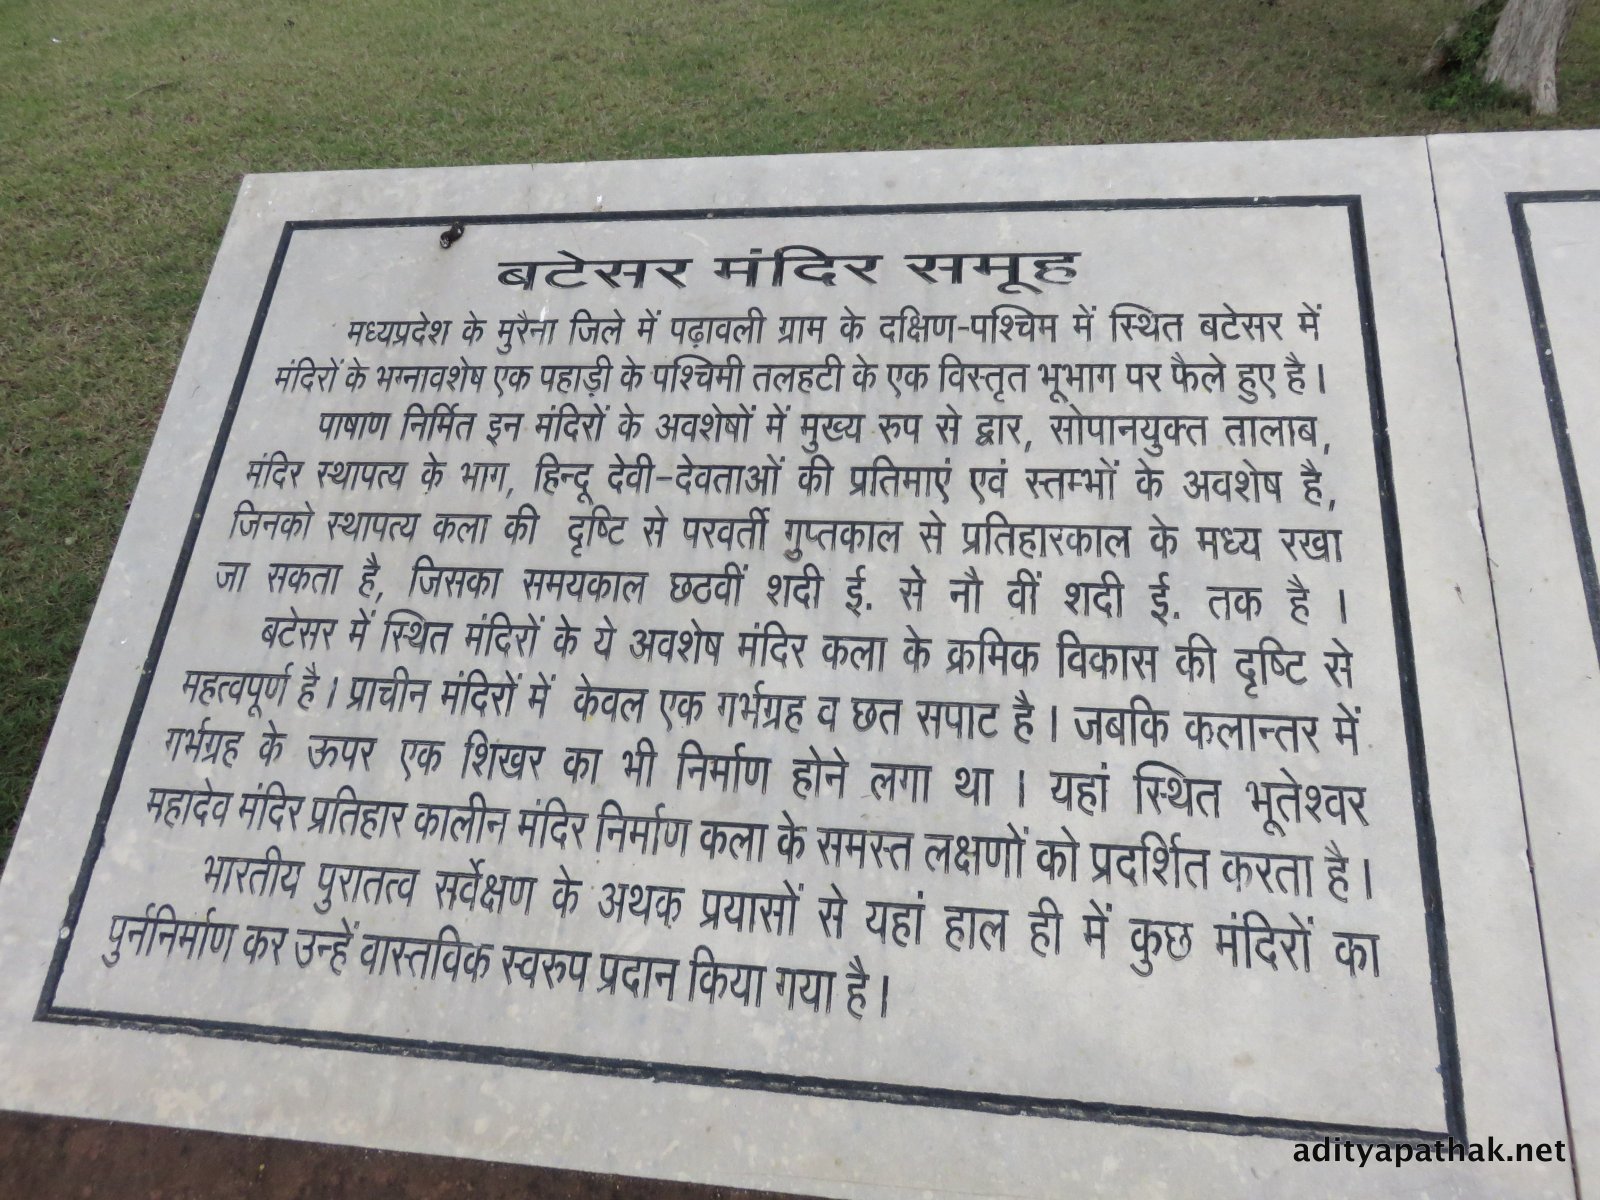 बटेसर मंदिर समूह
मध्यप्रदेश के मुरैना जिले में पढ़ावली ग्राम के दक्षिण-पश्चिम में स्थित बटेसर में
मंदिरों के भग्नावशेष एक पहाड़ी के पश्चिमी तलहटी के एक विस्तृत भूभाग पर फैले हुए है।
पाषाण निर्मित इन मंदिरों के अवशेषों में मुख्य रुप से द्वार, सोपानयुक्त तालाब,
मंदिर स्थापत्य के भाग, हिन्दू देवी-देवताओं की प्रतिमाएं एवं स्तम्भों के अवशेष है,
जिनको स्थापत्य कला की दृष्टि से परवर्ती गुप्तकाल से प्रतिहारकाल के मध्य रखा
जा सकता है, जिसका समयकाल छठवीं शदी ई. से नौ वीं शदी ई. तक है ।
बटेसर में स्थित मंदिरों के ये अवशेष मंदिर कला के क्रमिक विकास की दृष्टि से
महत्वपूर्ण है । प्राचीन मंदिरों में केवल एक गर्भग्रह व छत सपाट है । जबकि कलान्तर में
गर्भग्रह के ऊपर एक शिखर का भी निर्माण होने लगा था । यहां स्थित भूतेश्वर
महादेव मंदिर प्रतिहार कालीन मंदिर निर्माण कला के समस्त लक्षणों को प्रदर्शित करता है।
भारतीय पुरातत्व सर्वेक्षण के अथक प्रयासों से यहां हाल ही में कुछ मंदिरों का
पुर्ननिर्माण कर उन्हें वास्तविक स्वरुप प्रदान किया गया है।
adityapathak.net